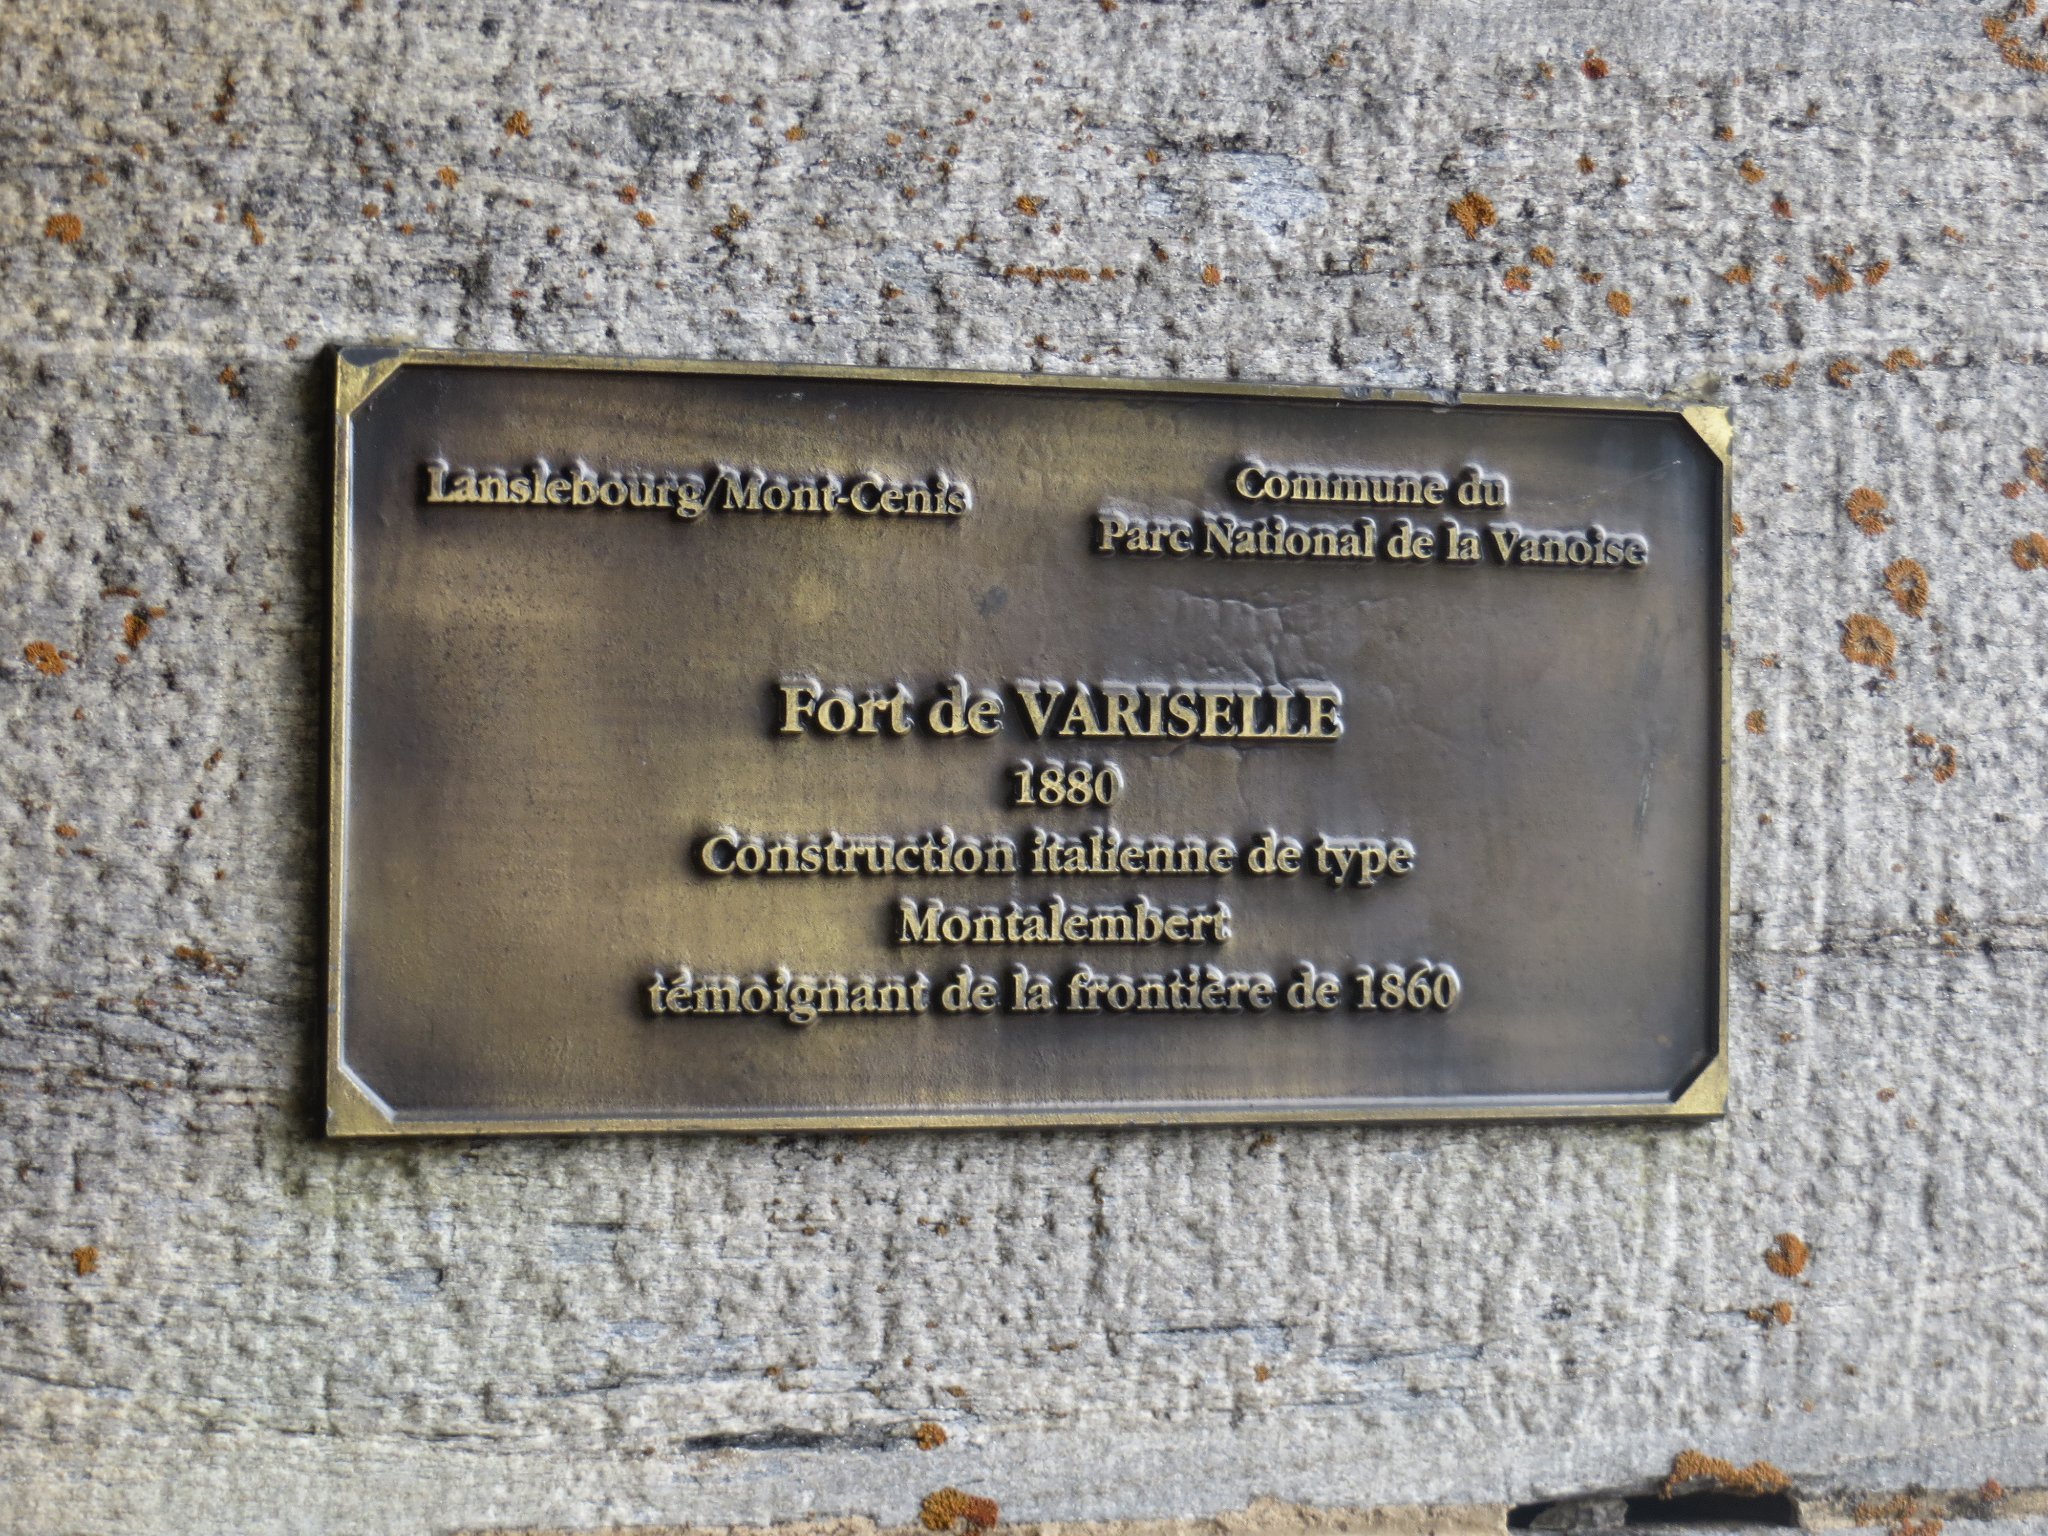 Lanslebourg/Mont-Cenis
Commune du
Parc National de la Vanoise
Fort de VARISELLE
1880
Construction italienne de type
Montalembert
témoignant de la frontière de 1860